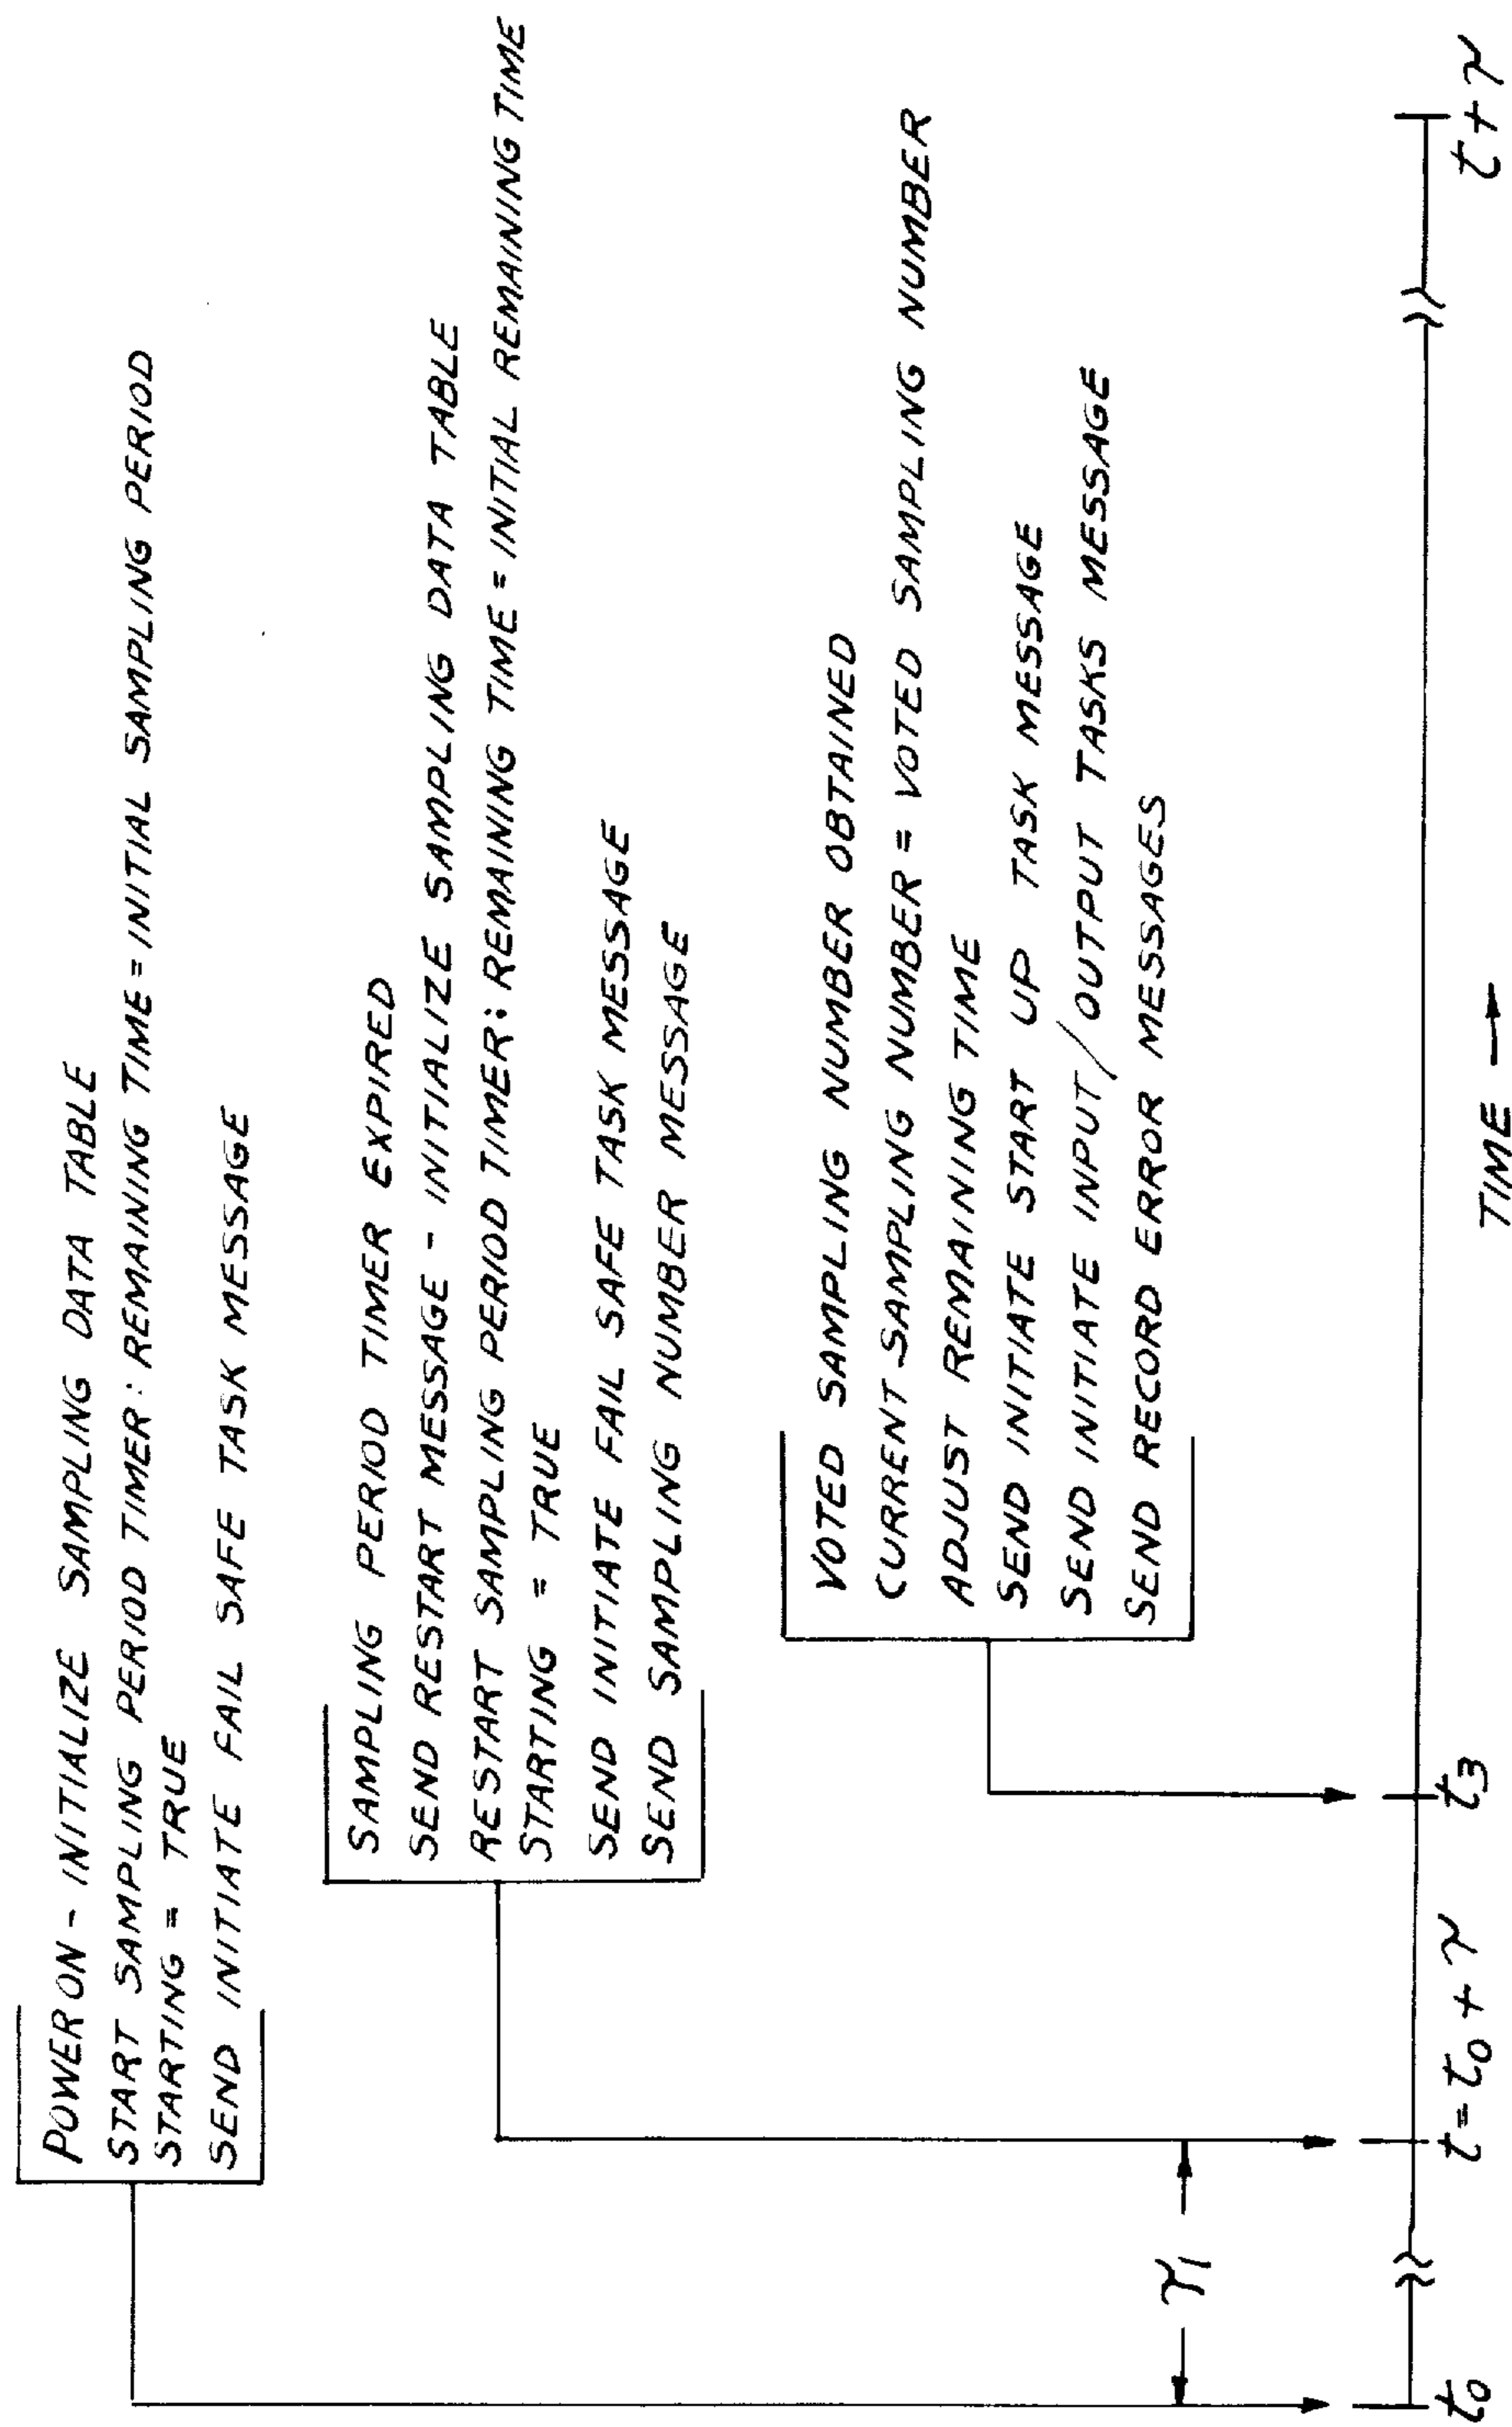 POWER ON - INITIALIZE SAMPLING DATA TABLE
START SAMPLING PERIOD TIMER: REMAINING TIME = INITIAL SAMPLING PERIOD
STARTING = TRUE
SEND INITIATE FAIL SAFE TASK MESSAGE
SAMPLING PERIOD TIMER EXPIRED
SEND RESTART MESSAGE - INITIALIZE SAMPLING DATA TABLE
RESTART SAMPLING PERIOD TIMER: REMAINING TIME = INITIAL REMAINING TIME
STARTING = TRUE
SEND INITIATE FAIL SAFE TASK MESSAGE
SEND SAMPLING NUMBER MESSAGE
VOTED SAMPLING NUMBER OBTAINED
CURRENT SAMPLING NUMBER = VOTED SAMPLING NUMBER
ADJUST REMAINING TIME
SEND INITIATE START UP TASK MESSAGE
SEND INITIATE INPUT/OUTPUT TASKS MESSAGE
SEND RECORD ERROR MESSAGES
τ₁
t₀
t = t₀ + τ
t₃
t + τ
TIME →